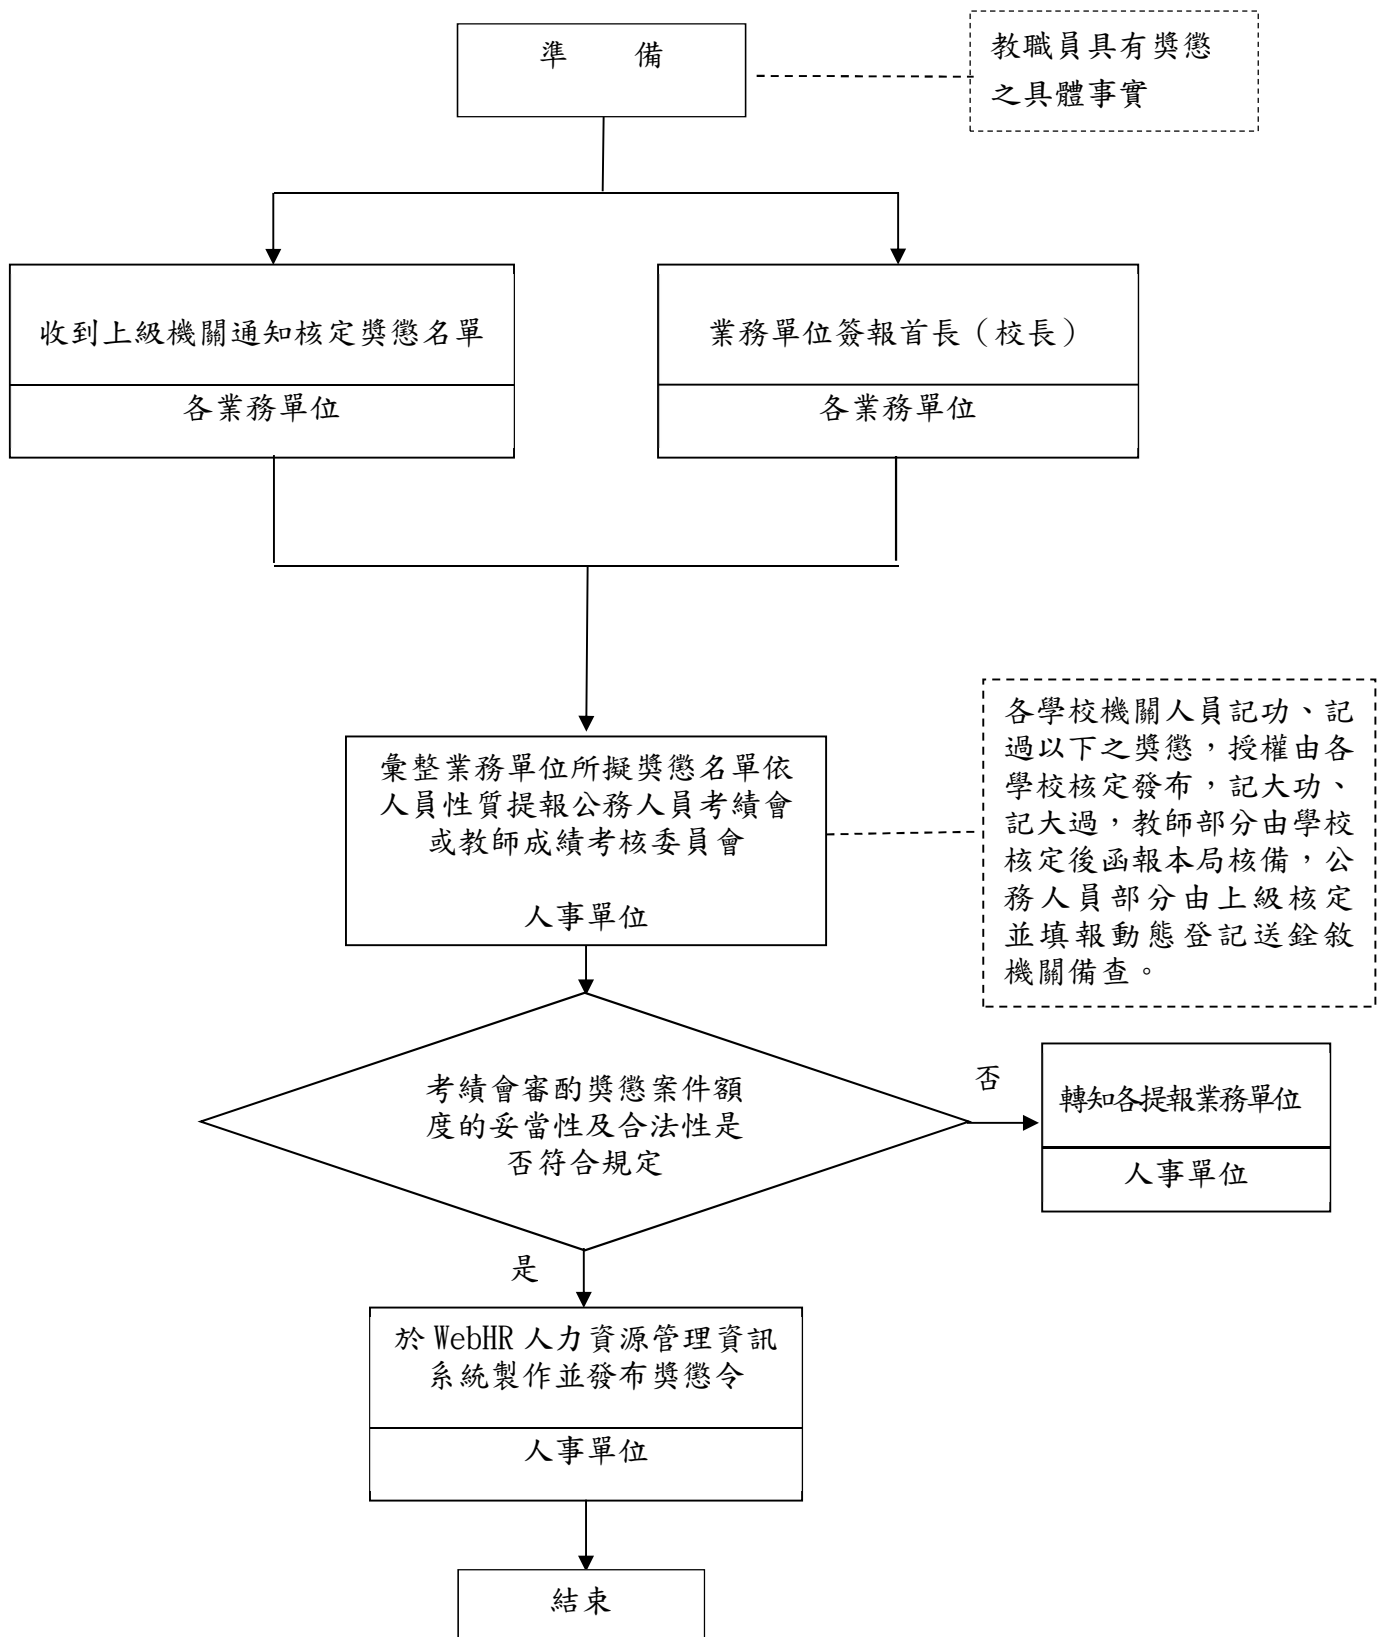 準 備
教職員具有獎懲
之具體事實
收到上級機關通知核定獎懲名單
各業務單位
業務單位簽報首長（校長）
各業務單位
彙整業務單位所擬獎懲名單依
人員性質提報公務人員考績會
或教師成績考核委員會
人事單位
各學校機關人員記功、記
過以下之獎懲，授權由各
學校核定發布，記大功、
記大過，教師部分由學校
核定後函報本局核備，公
務人員部分由上級核定
並填報動態登記送銓敘
機關備查。
考績會審酌獎懲案件額
度的妥當性及合法性是
否符合規定
否
轉知各提報業務單位
人事單位
是
於 WebHR 人力資源管理資訊
系統製作並發布獎懲令
人事單位
結束